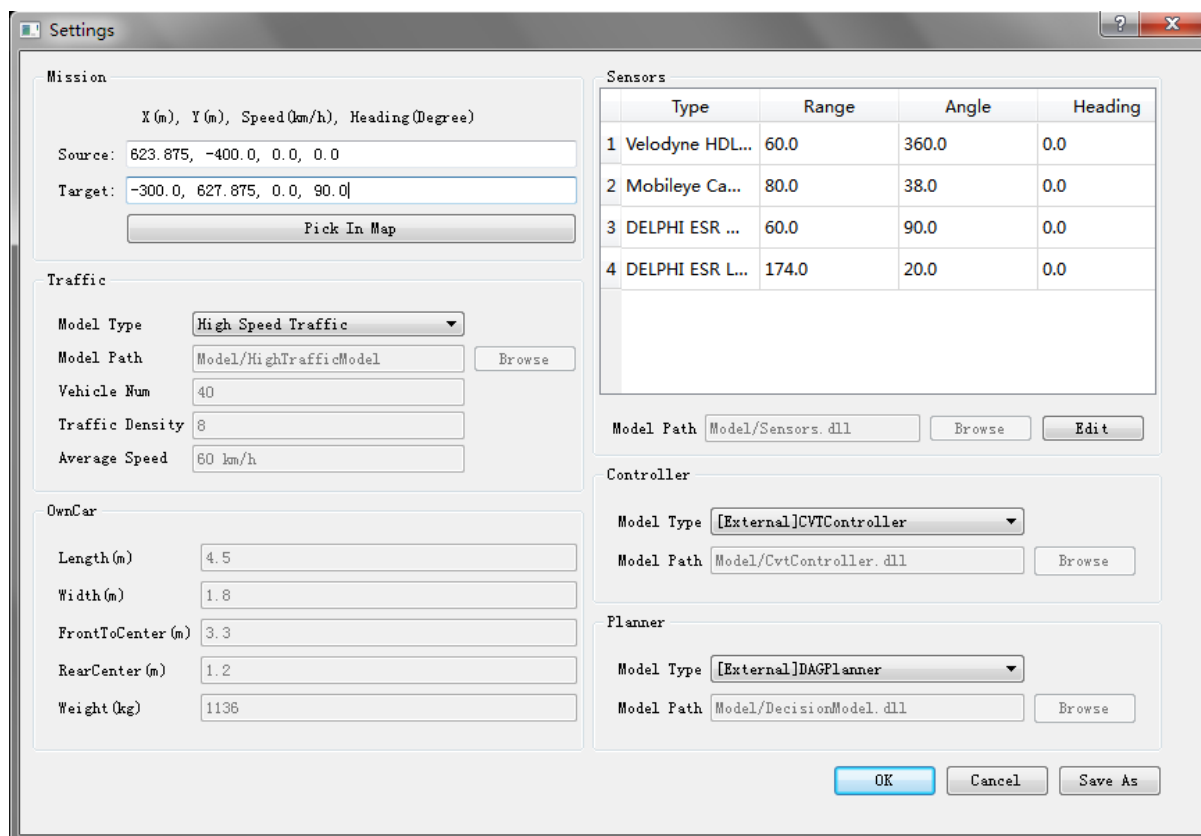 Settings
Mission
X(m), Y(m), Speed(km/h), Heading(Degree)
Source: 623.875, -400.0, 0.0, 0.0
Target: -300.0, 627.875, 0.0, 90.0
Pick In Map
Traffic
Model Type High Speed Traffic
Model Path Model/HighTrafficModel Browse
Vehicle Num 40
Traffic Density 8
Average Speed 60 km/h
OwnCar
Length(m) 4.5
Width(m) 1.8
FrontToCenter(m) 3.3
RearCenter(m) 1.2
Weight(kg) 1136
Sensors
Type Range Angle Heading
1 Velodyne HDL... 60.0 360.0 0.0
2 Mobileye Ca... 80.0 38.0 0.0
3 DELPHI ESR ... 60.0 90.0 0.0
4 DELPHI ESR L... 174.0 20.0 0.0
Model Path Model/Sensors.dll Browse Edit
Controller
Model Type [External]CVTController
Model Path Model/CvtController.dll Browse
Planner
Model Type [External]DAGPlanner
Model Path Model/DecisionModel.dll Browse
OK Cancel Save As